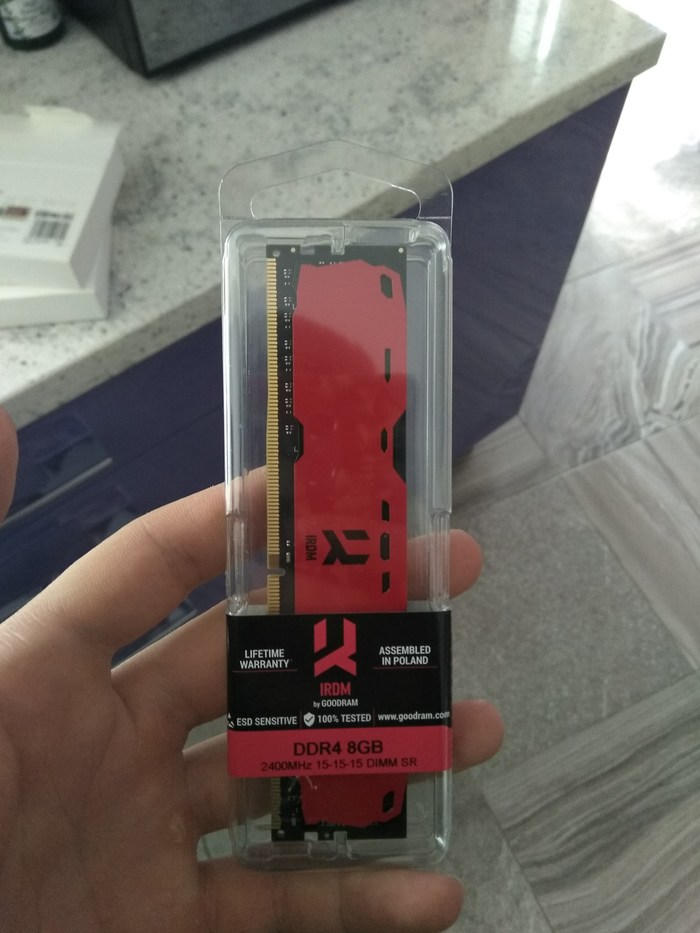 IRDM
LIFETIME
WARRANTY
ASSEMBLED
IN POLAND
IRDM
by GOODRAM
ESD SENSITIVE
100% TESTED
www.goodram.com
DDR4 8GB
2400MHz 15-15-15 DIMM SR